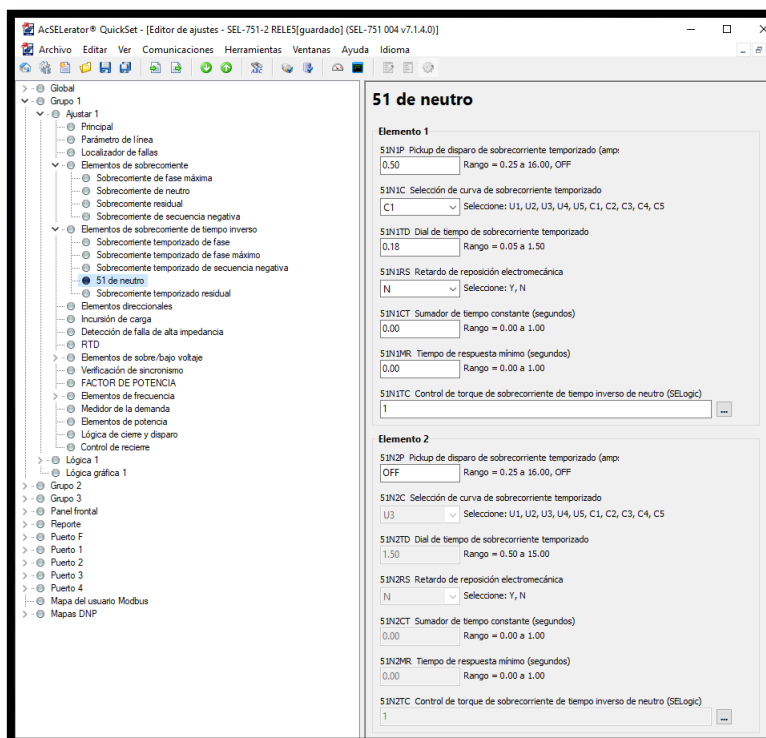 AcSELerator® QuickSet - [Editor de ajustes - SEL-751-2 RELE5[guardado] (SEL-751 004 v7.1.4.0)]
Archivo Editar Ver Comunicaciones Herramientas Ventanas Ayuda Idioma
Global
Grupo 1
Ajustar 1
Principal
Parámetro de línea
Localizador de fallas
Elementos de sobrecorriente
Sobrecorriente de fase máxima
Sobrecorriente de neutro
Sobrecorriente residual
Sobrecorriente de secuencia negativa
Elementos de sobrecorriente de tiempo inverso
Sobrecorriente temporizado de fase
Sobrecorriente temporizado de fase máximo
Sobrecorriente temporizado de secuencia negativa
51 de neutro
Sobrecorriente temporizado residual
Elementos direccionales
Incursión de carga
Detección de falla de alta impedancia
RTD
Elementos de sobre/bajo voltaje
Verificación de sincronismo
FACTOR DE POTENCIA
Elementos de frecuencia
Medidor de la demanda
Elementos de potencia
Lógica de cierre y disparo
Control de recierre
Lógica 1
Lógica gráfica 1
Grupo 2
Grupo 3
Panel frontal
Reporte
Puerto F
Puerto 1
Puerto 2
Puerto 3
Puerto 4
Mapa del usuario Modbus
Mapas DNP
51 de neutro
Elemento 1
51N1P Pickup de disparo de sobrecorriente temporizado (amps
0.50 Rango = 0.25 a 16.00, OFF
51N1C Selección de curva de sobrecorriente temporizado
C1 Seleccione: U1, U2, U3, U4, U5, C1, C2, C3, C4, C5
51N1TD Dial de tiempo de sobrecorriente temporizado
0.18 Rango = 0.05 a 1.50
51N1RS Retardo de reposición electromecánica
N Seleccione: Y, N
51N1CT Sumador de tiempo constante (segundos)
0.00 Rango = 0.00 a 1.00
51N1MR Tiempo de respuesta mínimo (segundos)
0.00 Rango = 0.00 a 1.00
51N1TC Control de torque de sobrecorriente de tiempo inverso de neutro (SELogic)
1 ...
Elemento 2
51N2P Pickup de disparo de sobrecorriente temporizado (amps
OFF Rango = 0.25 a 16.00, OFF
51N2C Selección de curva de sobrecorriente temporizado
U3 Seleccione: U1, U2, U3, U4, U5, C1, C2, C3, C4, C5
51N2TD Dial de tiempo de sobrecorriente temporizado
1.50 Rango = 0.50 a 15.00
51N2RS Retardo de reposición electromecánica
N Seleccione: Y, N
51N2CT Sumador de tiempo constante (segundos)
0.00 Rango = 0.00 a 1.00
51N2MR Tiempo de respuesta mínimo (segundos)
0.00 Rango = 0.00 a 1.00
51N2TC Control de torque de sobrecorriente de tiempo inverso de neutro (SELogic)
1 ...